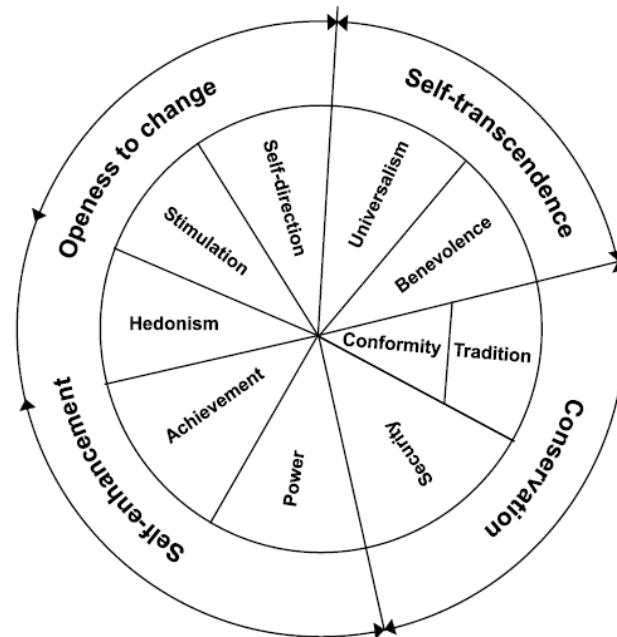 Openess to change
Self-transcendence
Conservation
Self-enhancement
Self-direction
Universalism
Stimulation
Benevolence
Hedonism
Conformity
Tradition
Achievement
Security
Power